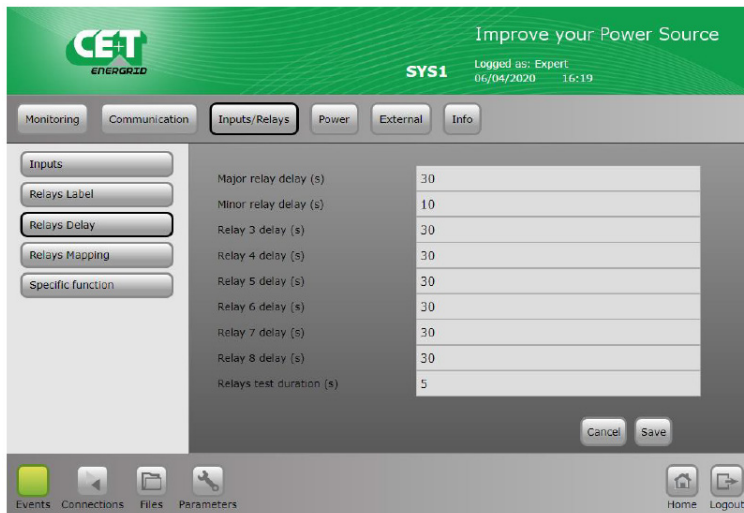 CE+T
ENERGRID
Improve your Power Source
SYS1
Logged as: Expert
06/04/2020 16:19
Monitoring
Communication
Inputs/Relays
Power
External
Info
Inputs
Relays Label
Relays Delay
Relays Mapping
Specific function
Major relay delay (s) 30
Minor relay delay (s) 10
Relay 3 delay (s) 30
Relay 4 delay (s) 30
Relay 5 delay (s) 30
Relay 6 delay (s) 30
Relay 7 delay (s) 30
Relay 8 delay (s) 30
Relays test duration (s) 5
Cancel
Save
Events
Connections
Files
Parameters
Home
Logout